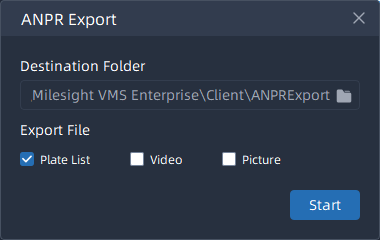 ANPR Export
Destination Folder
Milesight VMS Enterprise\Client\ANPRExport
Export File
Plate List
Video
Picture
Start